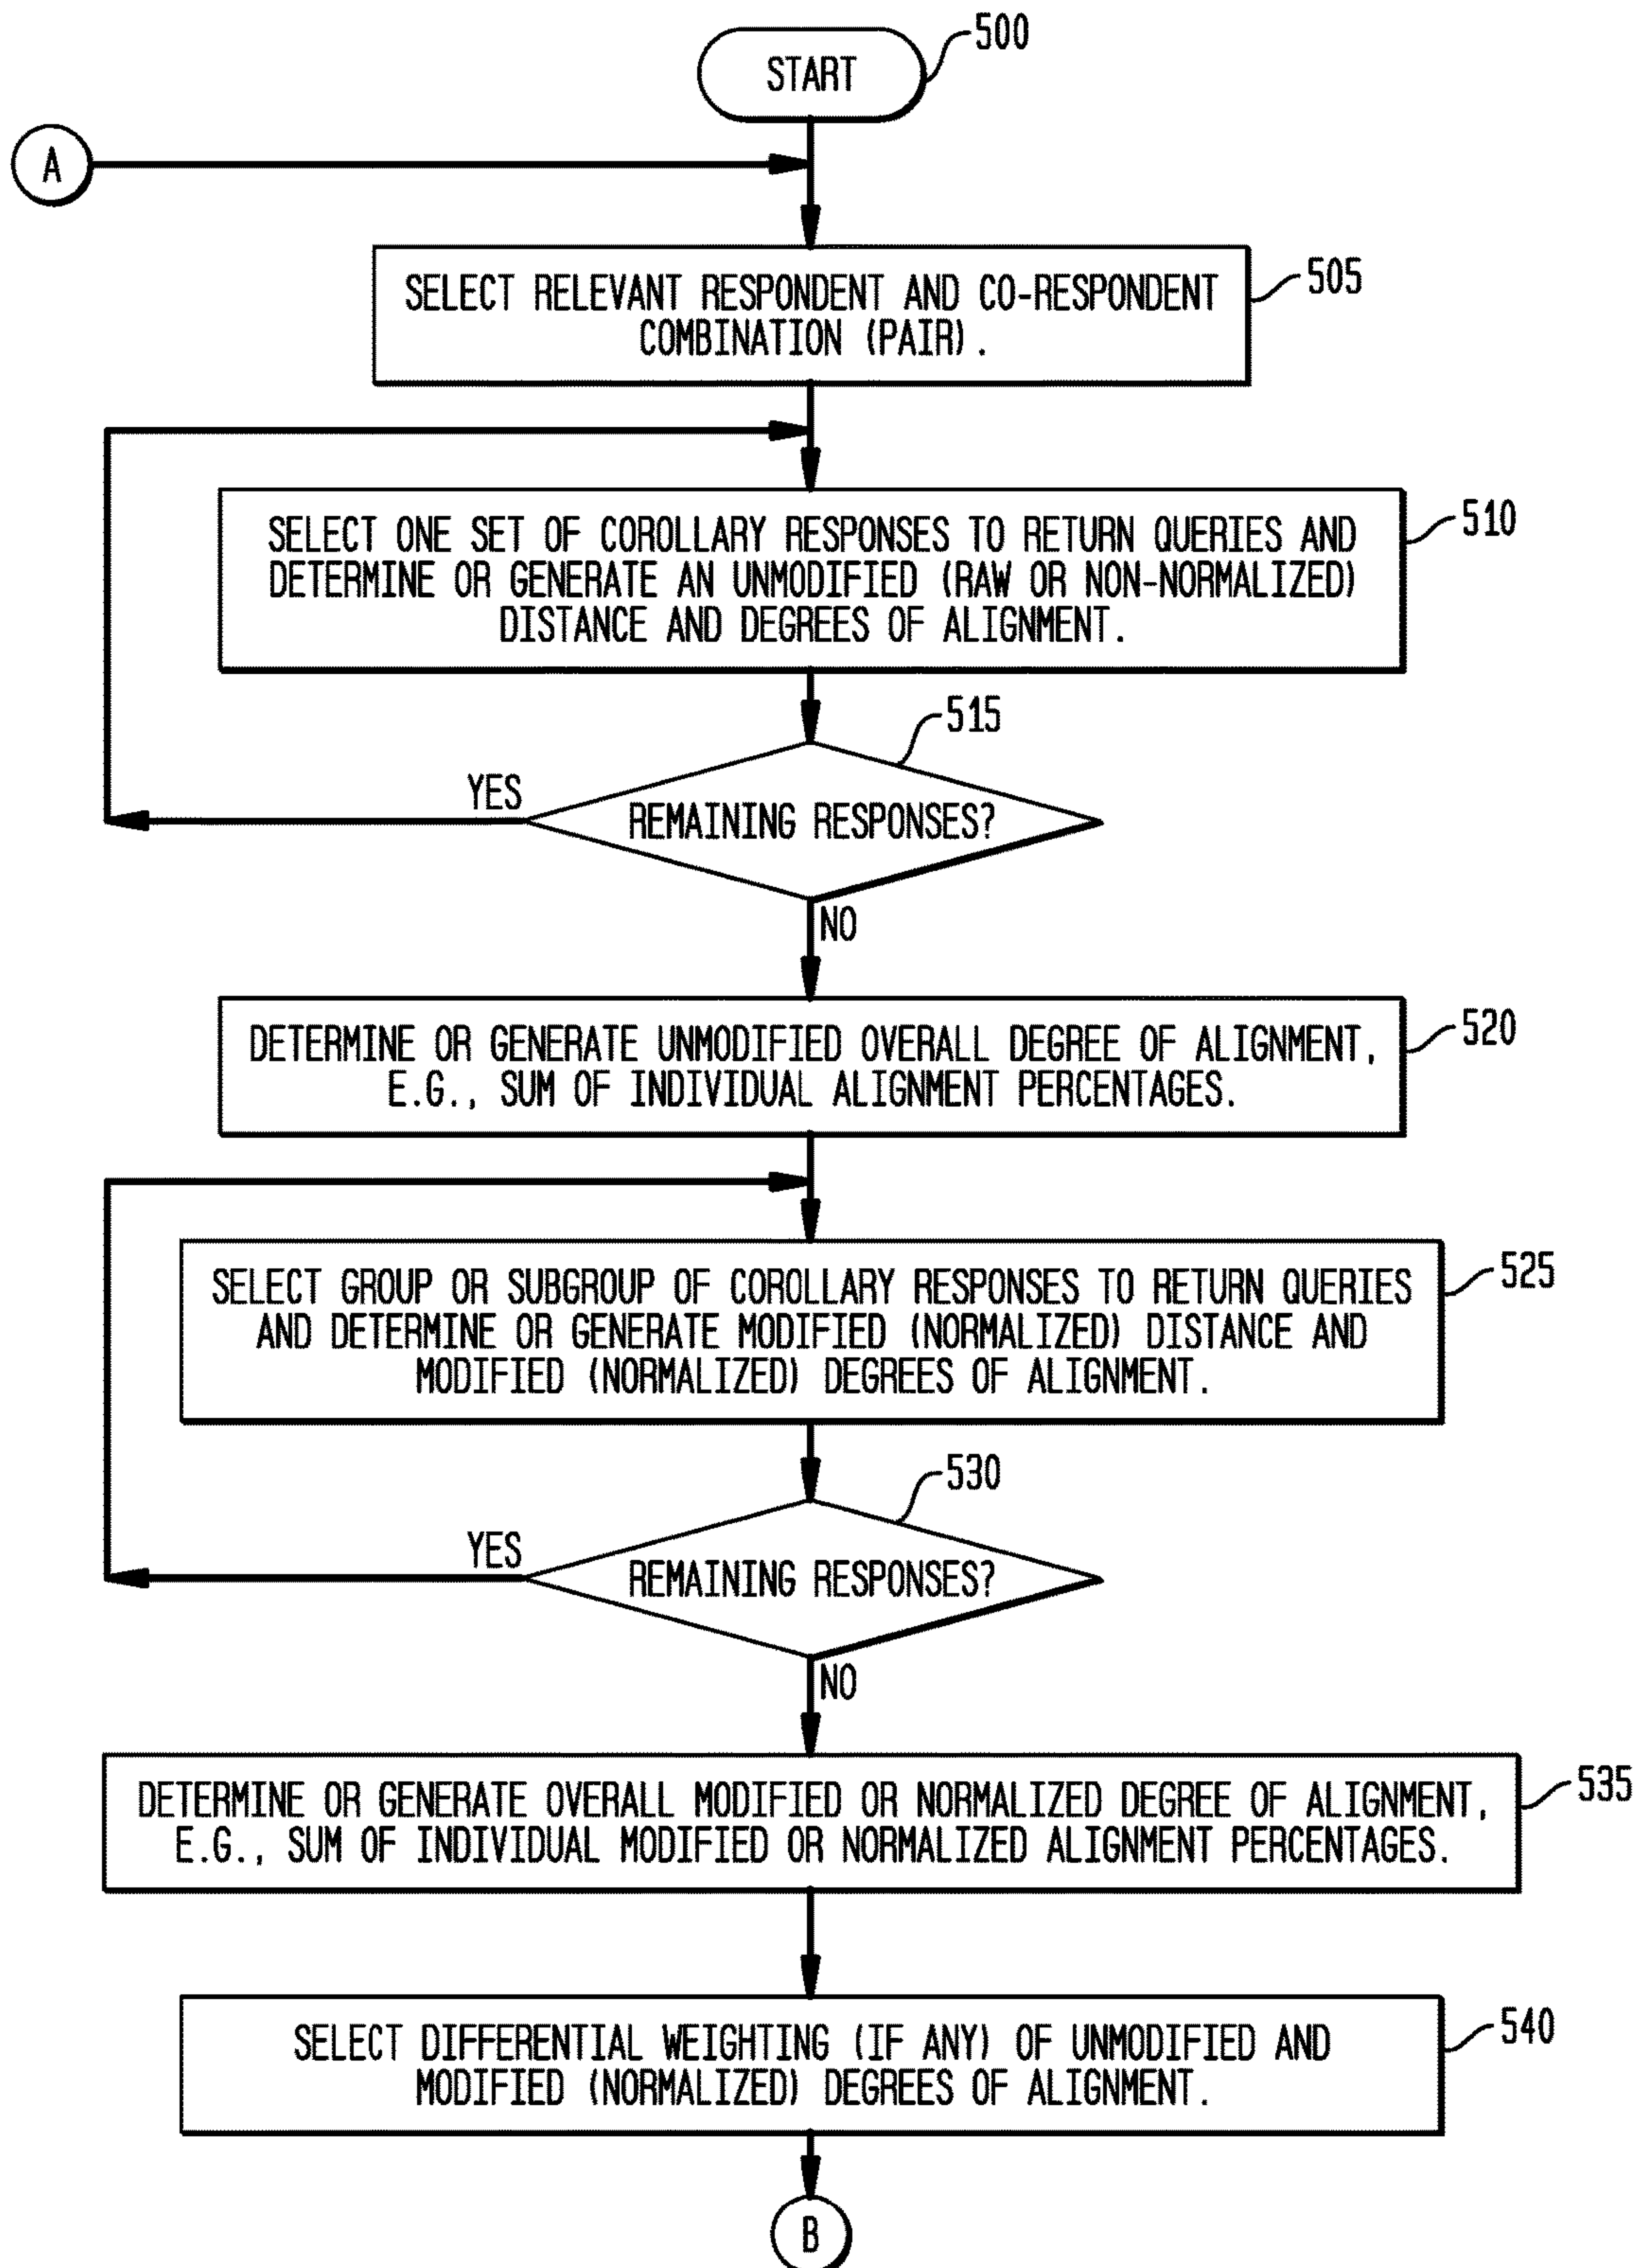 START
500
A
SELECT RELEVANT RESPONDENT AND CO-RESPONDENT
COMBINATION (PAIR).
505
SELECT ONE SET OF COROLLARY RESPONSES TO RETURN QUERIES AND
DETERMINE OR GENERATE AN UNMODIFIED (RAW OR NON-NORMALIZED)
DISTANCE AND DEGREES OF ALIGNMENT.
510
515
YES
REMAINING RESPONSES?
NO
DETERMINE OR GENERATE UNMODIFIED OVERALL DEGREE OF ALIGNMENT,
E.G., SUM OF INDIVIDUAL ALIGNMENT PERCENTAGES.
520
SELECT GROUP OR SUBGROUP OF COROLLARY RESPONSES TO RETURN QUERIES
AND DETERMINE OR GENERATE MODIFIED (NORMALIZED) DISTANCE AND
MODIFIED (NORMALIZED) DEGREES OF ALIGNMENT.
525
530
YES
REMAINING RESPONSES?
NO
DETERMINE OR GENERATE OVERALL MODIFIED OR NORMALIZED DEGREE OF ALIGNMENT,
E.G., SUM OF INDIVIDUAL MODIFIED OR NORMALIZED ALIGNMENT PERCENTAGES.
535
SELECT DIFFERENTIAL WEIGHTING (IF ANY) OF UNMODIFIED AND
MODIFIED (NORMALIZED) DEGREES OF ALIGNMENT.
540
B